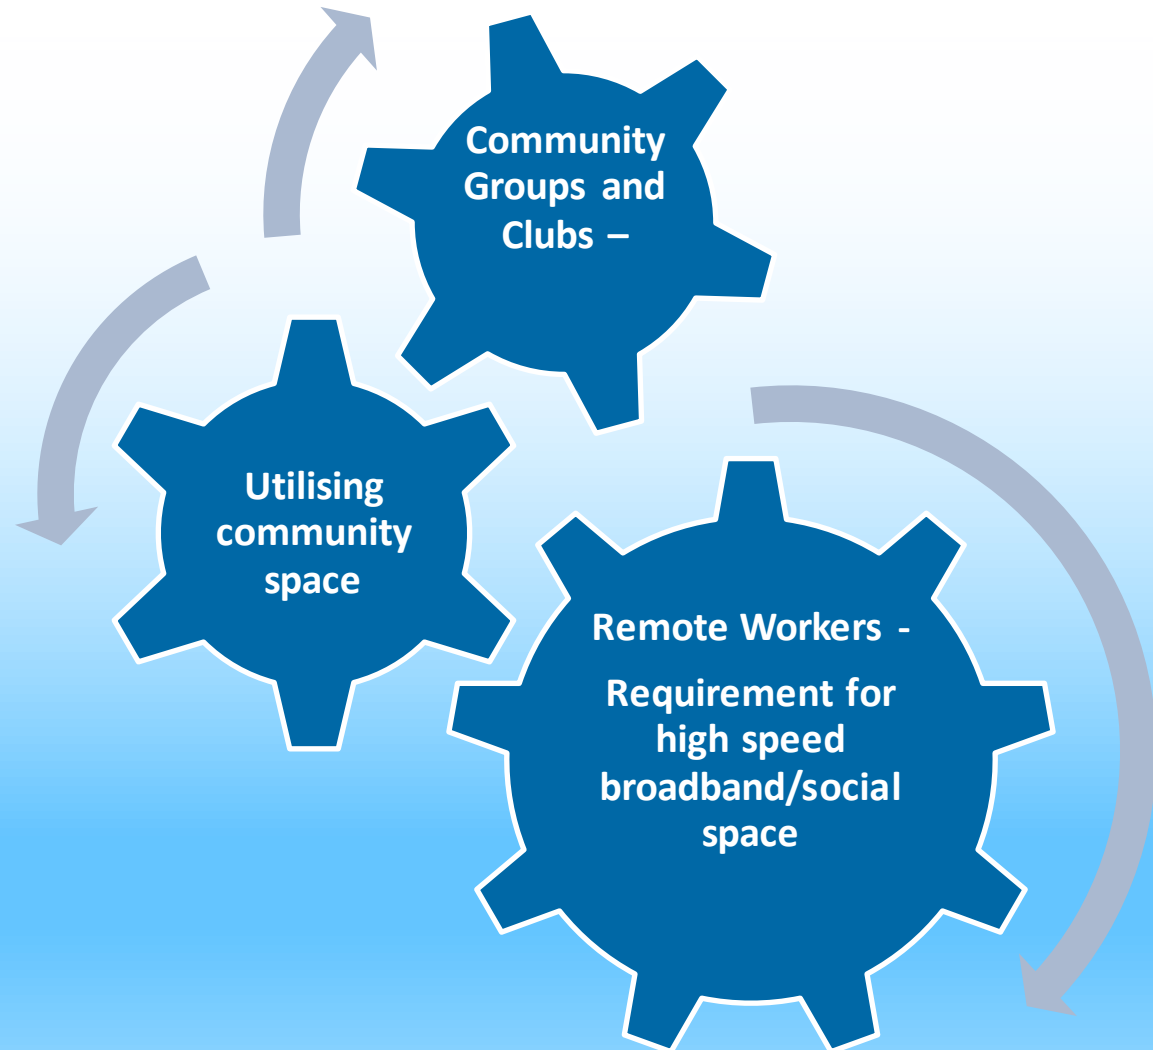 Community
Groups and
Clubs –
Utilising
community
space
Remote Workers -
Requirement for
high speed
broadband/social
space